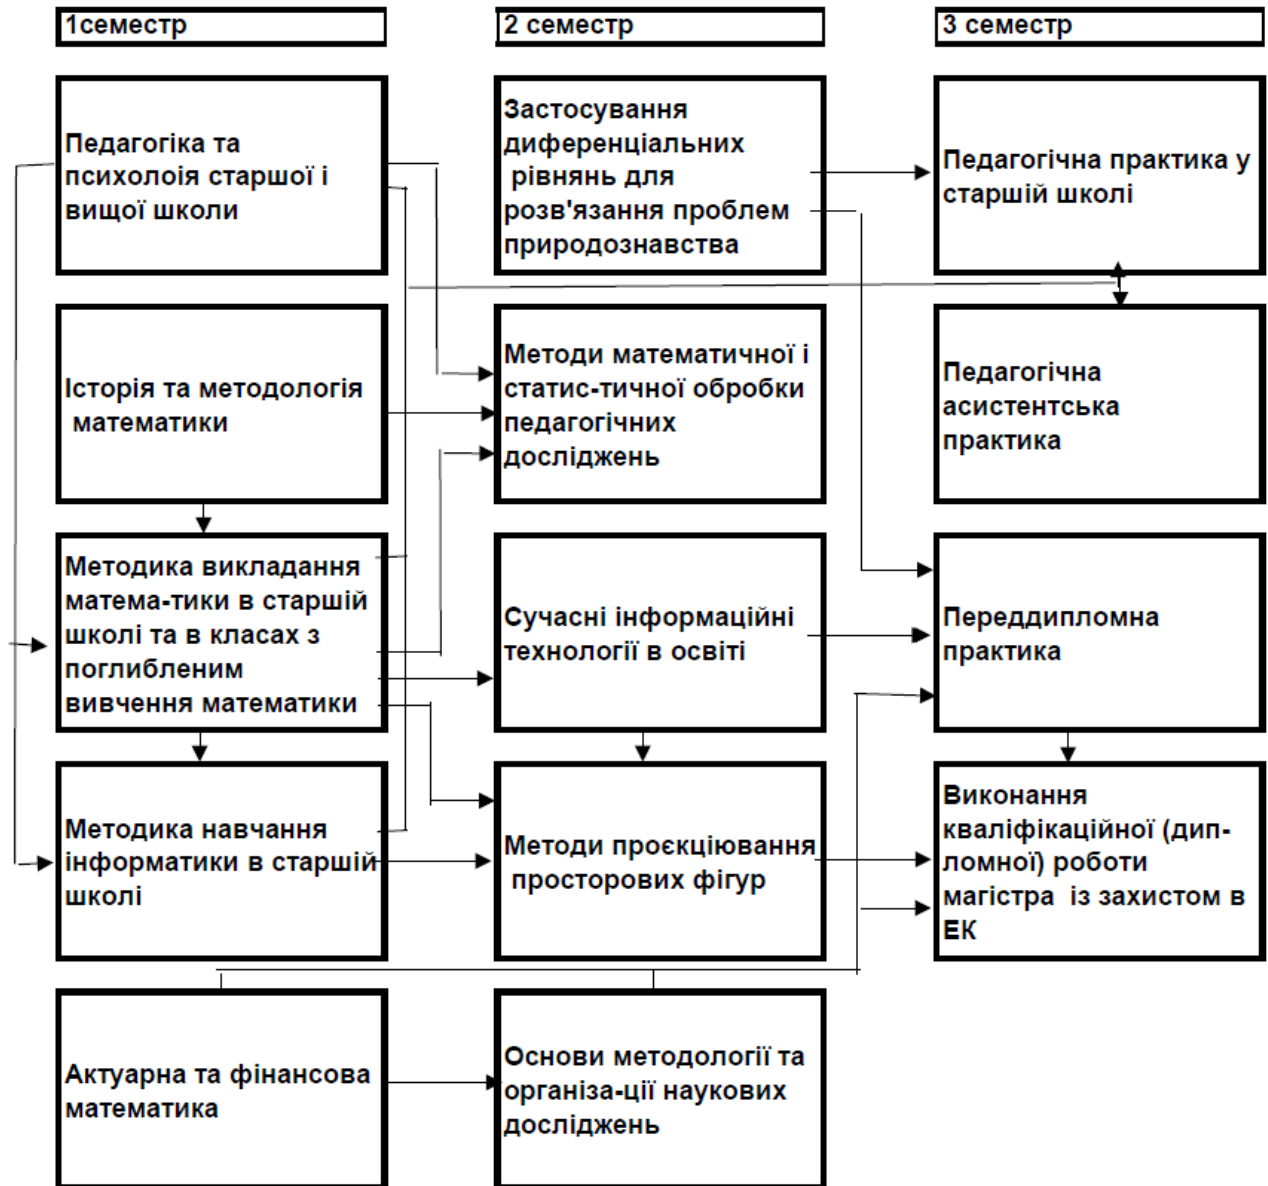 1семестр
2 семестр
3 семестр
Педагогіка та
психолоія старшої і
вищої школи
Застосування
диференціальних
рівнянь для
розв'язання проблем
природознавства
Педагогічна практика у
старшій школі
Історія та методологія
математики
Методи математичної і
статис-тичної обробки
педагогічних
досліджень
Педагогічна
асистентська
практика
Методика викладання
матема-тики в старшій
школі та в класах з
поглибленим
вивчення математики
Сучасні інформаційні
технології в освіті
Переддипломна
практика
Методика навчання
інформатики в старшій
школі
Методи проєкціювання
просторових фігур
Виконання
кваліфікаційної (дип-
ломної) роботи
магістра із захистом в
ЕК
Актуарна та фінансова
математика
Основи методології та
організа-ції наукових
досліджень